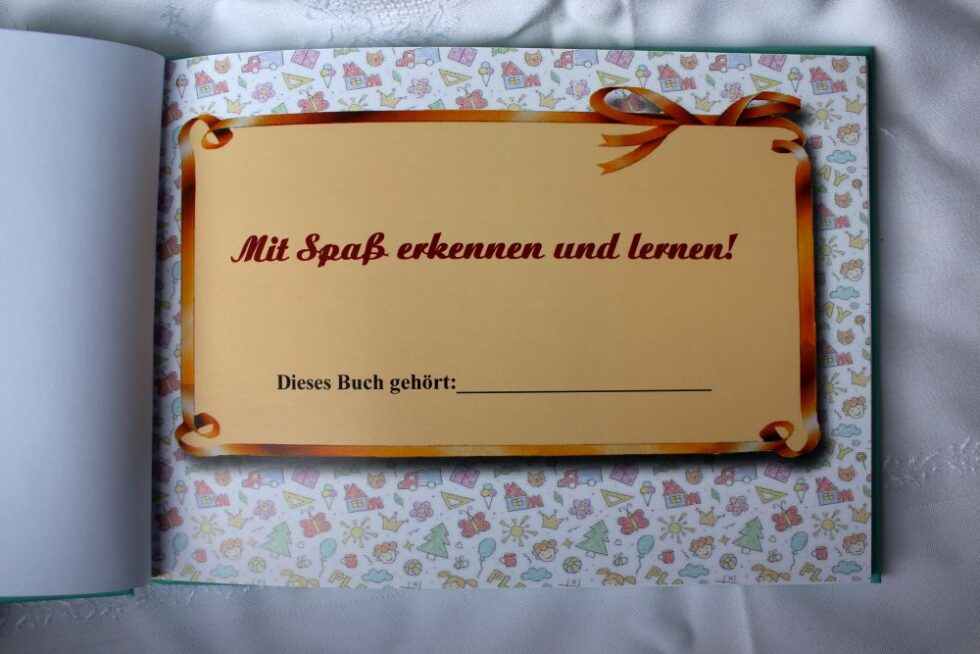 Mit Spaß erkennen und lernen!
Dieses Buch gehört: